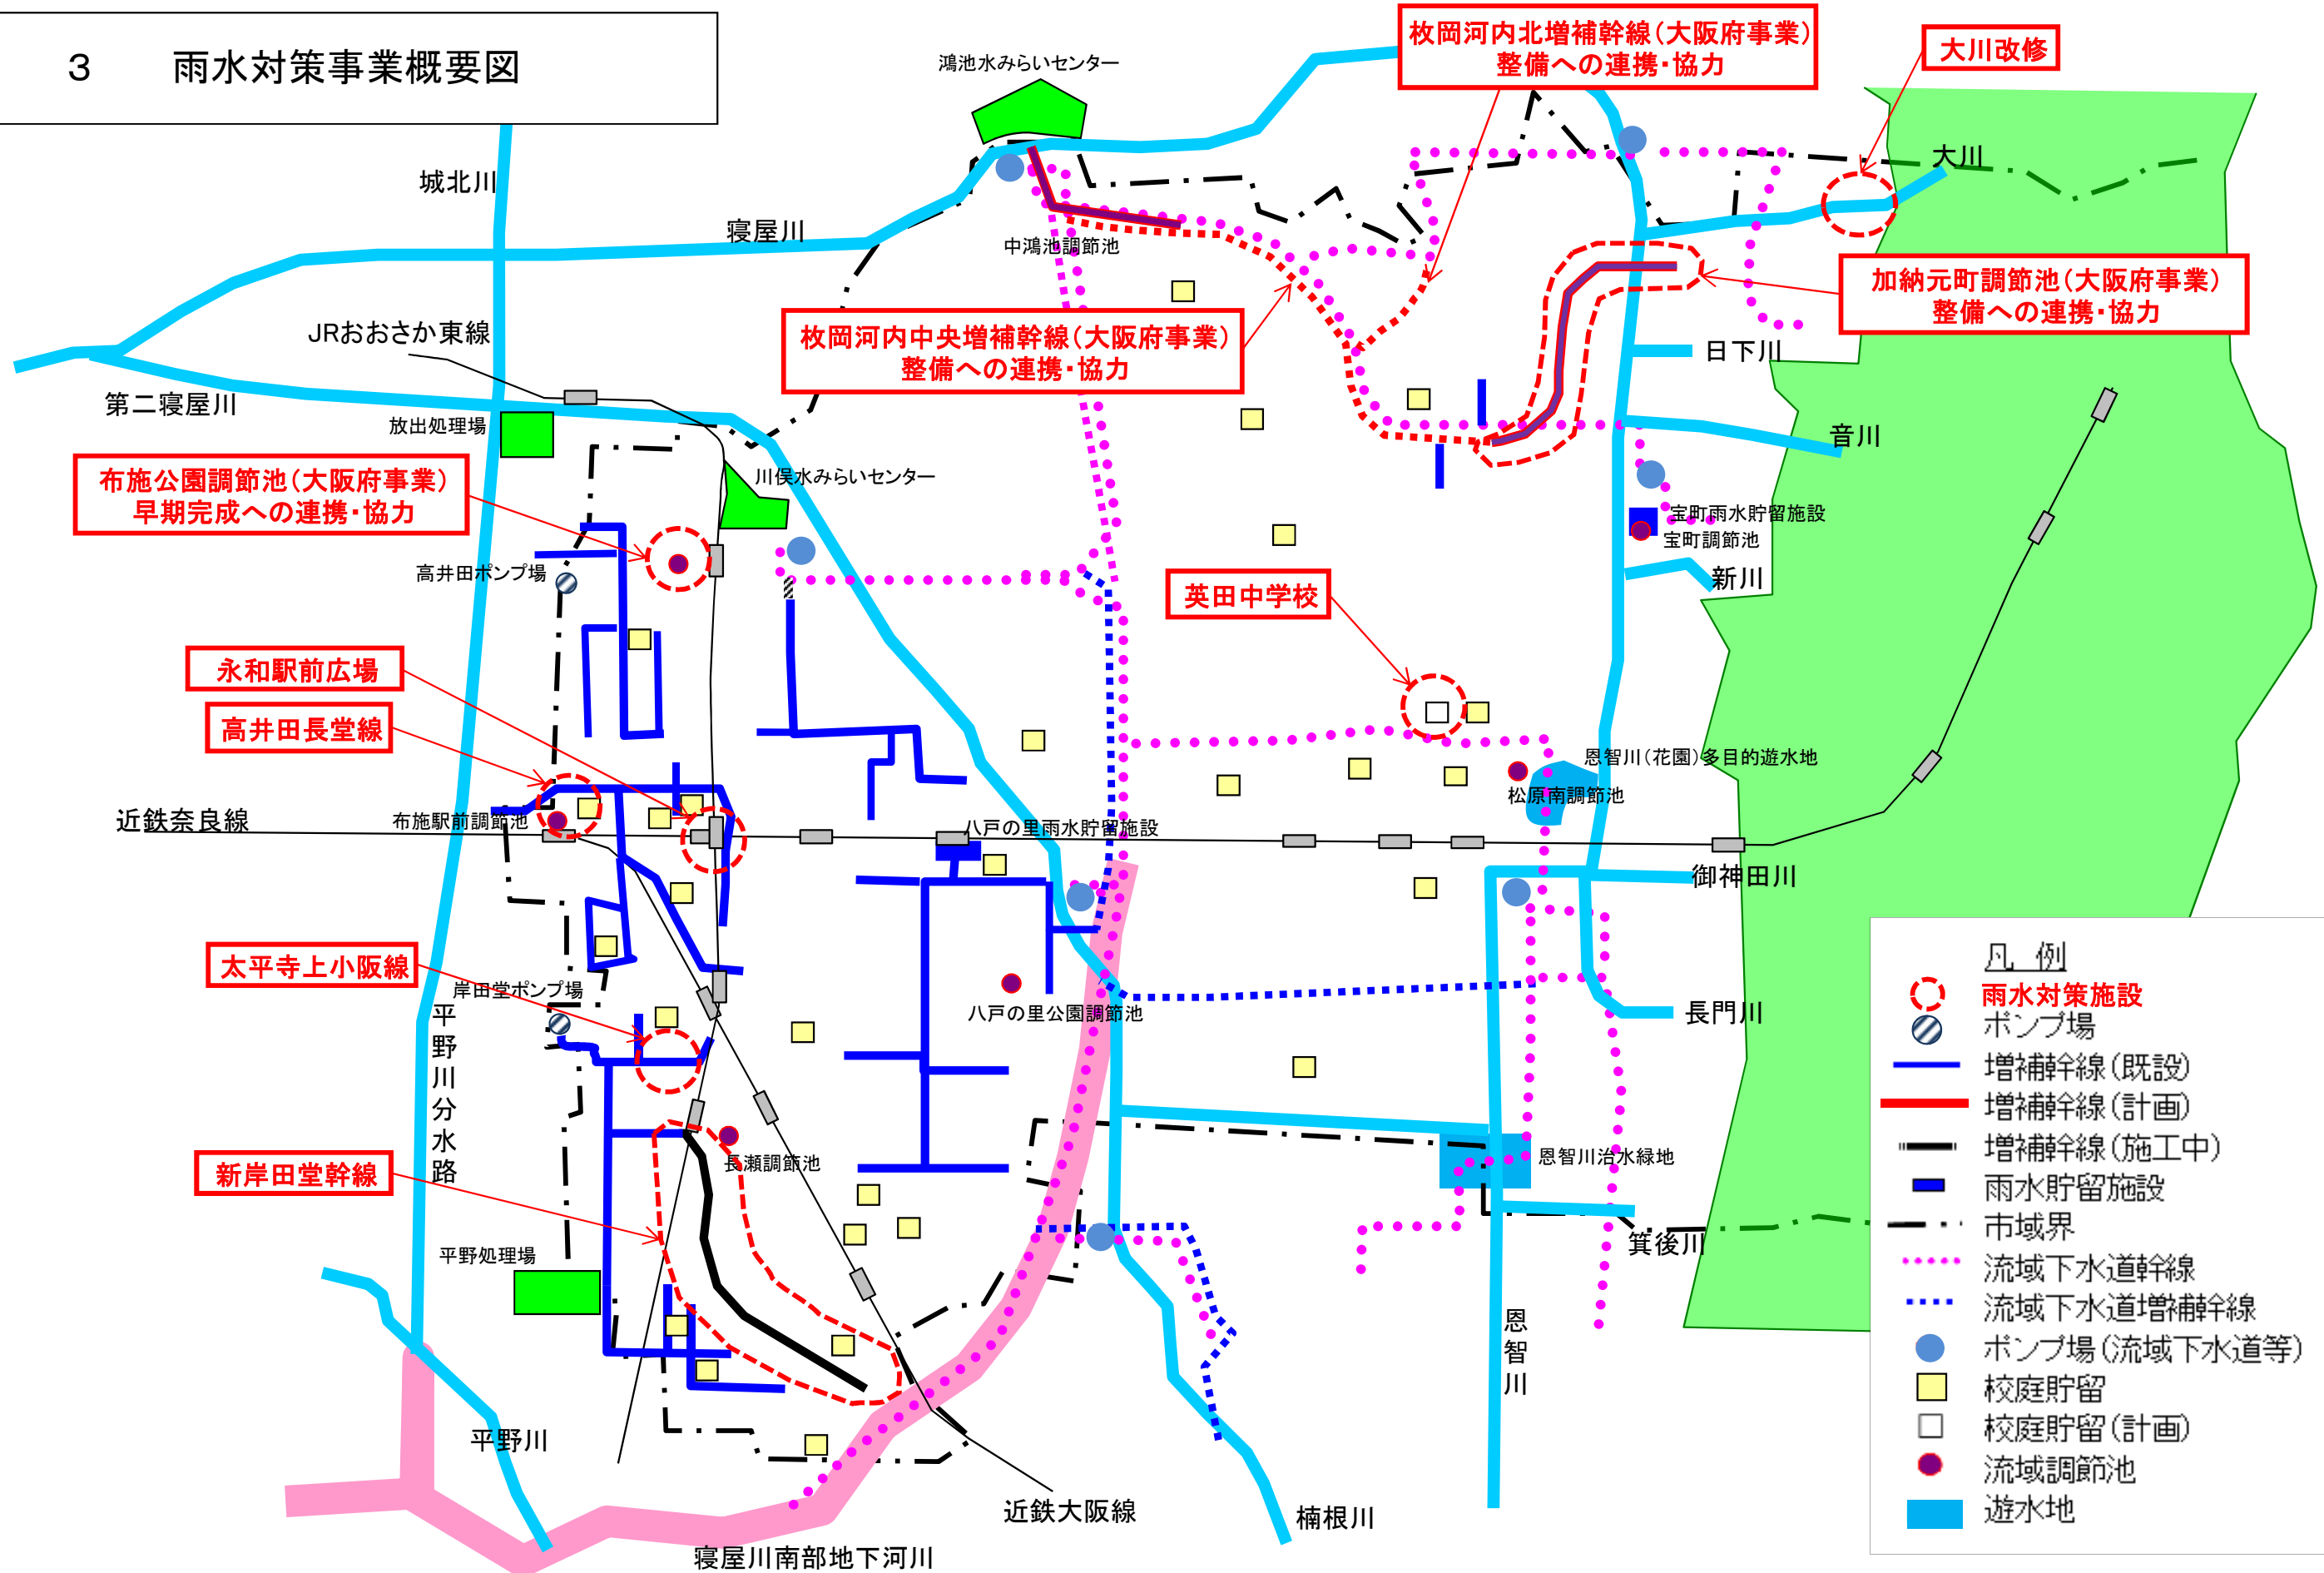 3　雨水対策事業概要図
鴻池水みらいセンター
枚岡河内北増補幹線（大阪府事業）
整備への連携・協力
大川改修
大川
城北川
寝屋川
中鴻池調節池
加納元町調節池（大阪府事業）
整備への連携・協力
JRおおさか東線
枚岡河内中央増補幹線（大阪府事業）
整備への連携・協力
日下川
第二寝屋川
放出処理場
音川
布施公園調節池（大阪府事業）
早期完成への連携・協力
川俣水みらいセンター
宝町雨水貯留施設
宝町調節池
高井田ポンプ場
新川
英田中学校
永和駅前広場
高井田長堂線
恩智川（花園）多目的遊水地
松原南調節池
近鉄奈良線
布施駅前調節池
八戸の里雨水貯留施設
御神田川
太平寺上小阪線
岸田堂ポンプ場
八戸の里公園調節池
長門川
平野川分水路
長瀬調節池
恩智川治水緑地
新岸田堂幹線
平野処理場
箕後川
恩智川
平野川
近鉄大阪線
楠根川
寝屋川南部地下河川
凡 例
雨水対策施設
ポンプ場
増補幹線（既設）
増補幹線（計画）
増補幹線（施工中）
雨水貯留施設
市域界
流域下水道幹線
流域下水道増補幹線
ポンプ場（流域下水道等）
校庭貯留
校庭貯留（計画）
流域調節池
遊水地